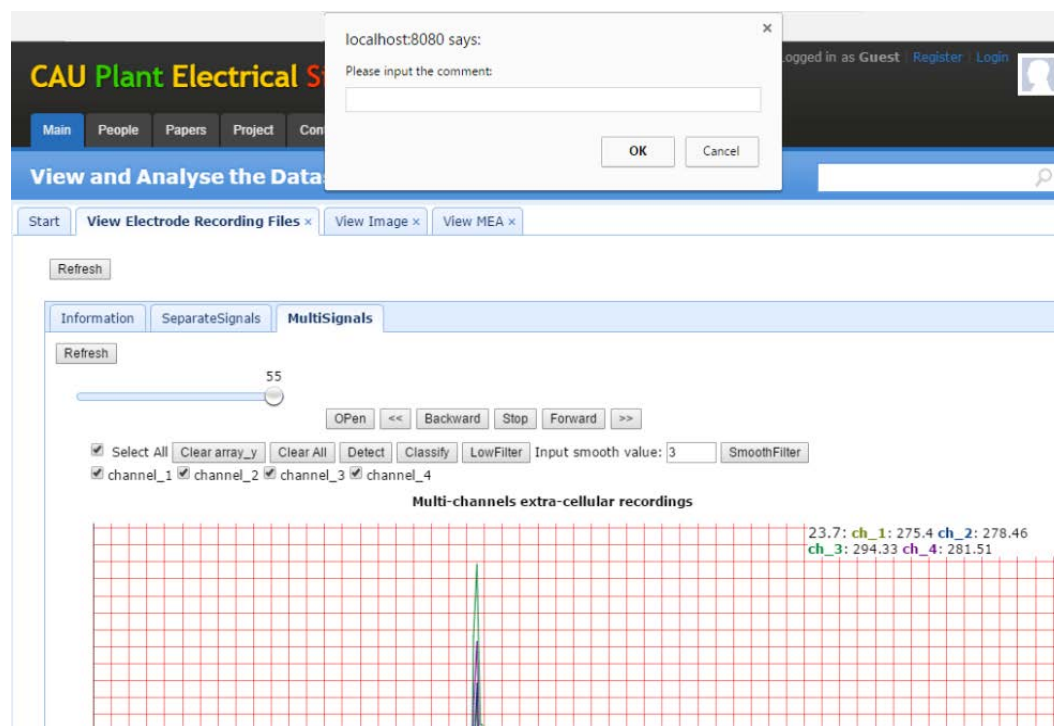 localhost:8080 says:
Please input the comment:
OK Cancel
CAU Plant Electrical
Logged in as Guest | Register | Login
Main People Papers Project
View and Analyse the Data
Start View Electrode Recording Files × View Image × View MEA ×
Refresh
Information SeparateSignals MultiSignals
Refresh
55
OPen << Backward Stop Forward >>
Select All Clear array_y Clear All Detect Classify LowFilter Input smooth value: 3 SmoothFilter
channel_1 channel_2 channel_3 channel_4
Multi-channels extra-cellular recordings
23.7: ch_1: 275.4 ch_2: 278.46
ch_3: 294.33 ch_4: 281.51